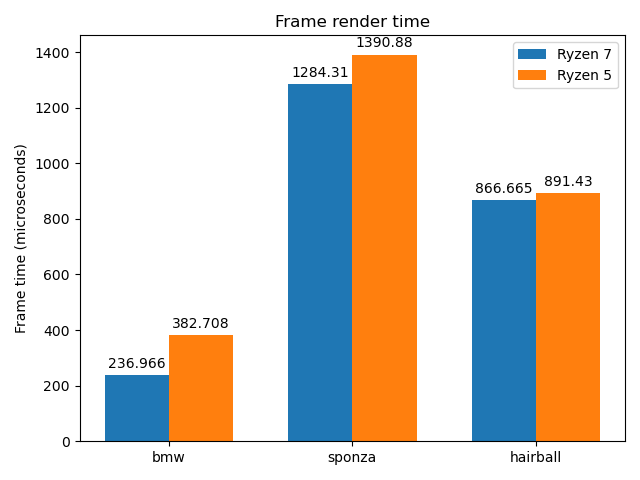 Frame render time
Frame time (microseconds)
1400
1200
1000
800
600
400
200
0
236.966
382.708
1284.31
1390.88
866.665
891.43
Ryzen 7
Ryzen 5
bmw
sponza
hairball